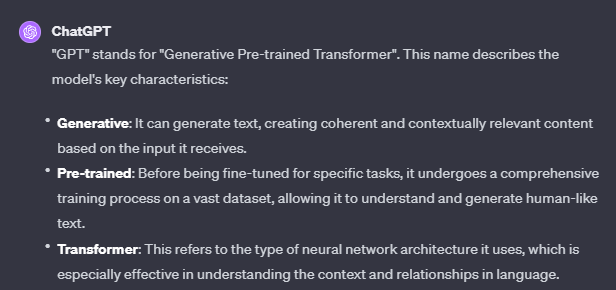 ChatGPT
"GPT" stands for "Generative Pre-trained Transformer". This name describes the
model's key characteristics:
• Generative: It can generate text, creating coherent and contextually relevant content
based on the input it receives.
• Pre-trained: Before being fine-tuned for specific tasks, it undergoes a comprehensive
training process on a vast dataset, allowing it to understand and generate human-like
text.
• Transformer: This refers to the type of neural network architecture it uses, which is
especially effective in understanding the context and relationships in language.